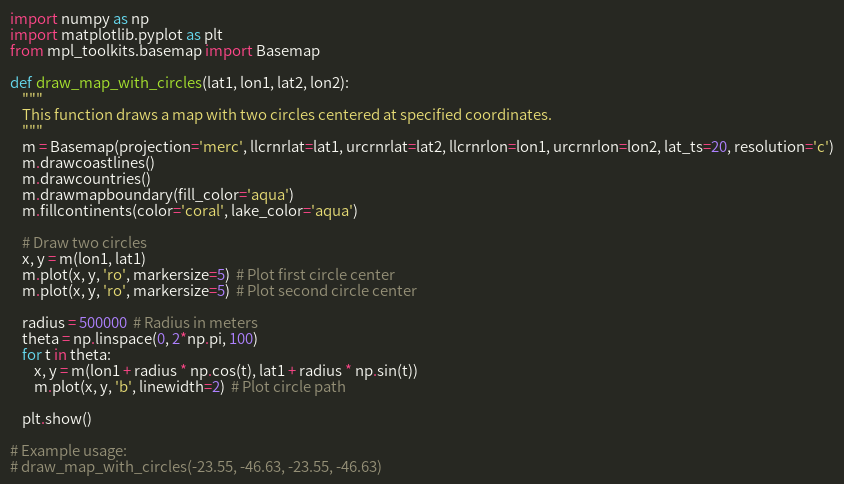 import numpy as np
import matplotlib.pyplot as plt
from mpl_toolkits.basemap import Basemap

def draw_map_with_circles(lat1, lon1, lat2, lon2):
    """
    This function draws a map with two circles centered at specified coordinates.
    """
    m = Basemap(projection='merc', llcrnrlat=lat1, urcrnrlat=lat2, llcrnrlon=lon1, urcrnrlon=lon2, lat_ts=20, resolution='c')
    m.drawcoastlines()
    m.drawcountries()
    m.drawmapboundary(fill_color='aqua')
    m.fillcontinents(color='coral', lake_color='aqua')

    # Draw two circles
    x, y = m(lon1, lat1)
    m.plot(x, y, 'ro', markersize=5)  # Plot first circle center
    m.plot(x, y, 'ro', markersize=5)  # Plot second circle center

    radius = 500000  # Radius in meters
    theta = np.linspace(0, 2*np.pi, 100)
    for t in theta:
        x, y = m(lon1 + radius * np.cos(t), lat1 + radius * np.sin(t))
        m.plot(x, y, 'b', linewidth=2)  # Plot circle path

    plt.show()

# Example usage:
# draw_map_with_circles(-23.55, -46.63, -23.55, -46.63)